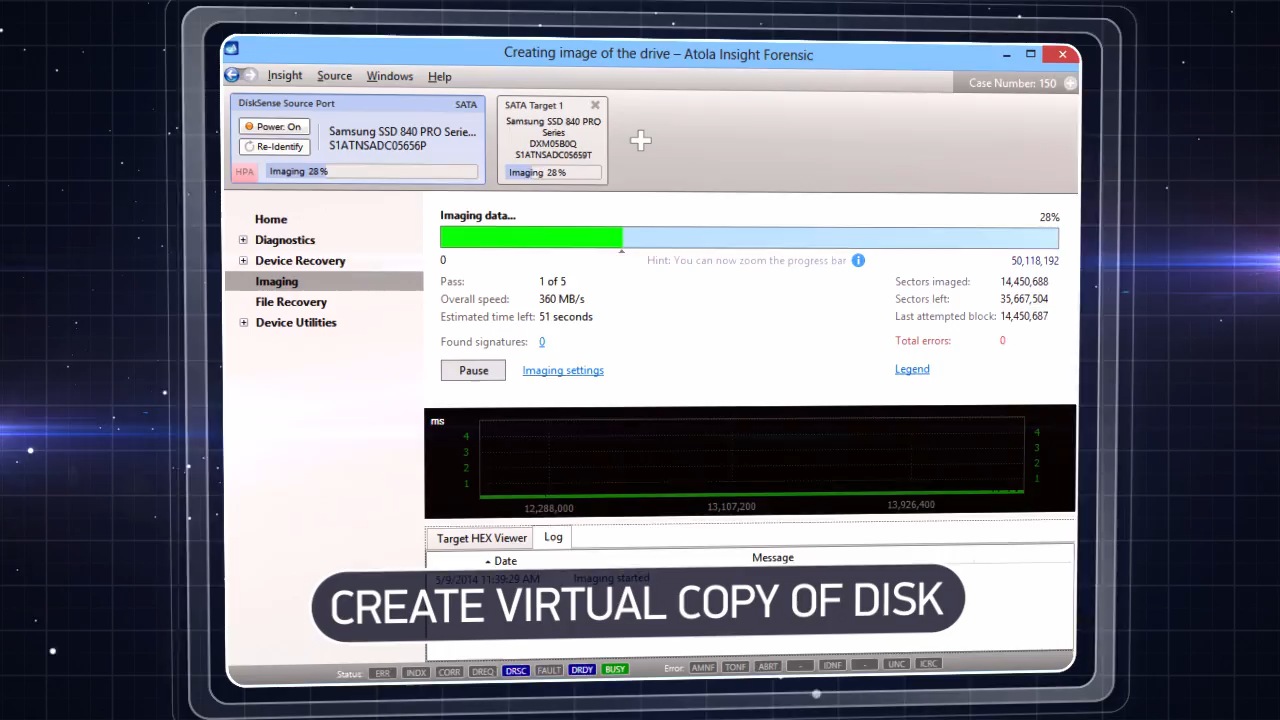 Creating image of the drive – Atola Insight Forensic
Insight Source Windows Help
Case Number: 150
DiskSense Source Port SATA
Power: On
Re-Identify
Samsung SSD 840 PRO Serie...
S1ATNSADC05656P
HPA Imaging 28%
SATA Target 1
Samsung SSD 840 PRO
Series
DXM05B0Q
S1ATNSADC05659T
Imaging 28%
Home
Diagnostics
Device Recovery
Imaging
File Recovery
Device Utilities
Imaging data... 28%
0 Hint: You can now zoom the progress bar 50,118,192
Pass: 1 of 5 Sectors imaged: 14,450,688
Overall speed: 360 MB/s Sectors left: 35,667,504
Estimated time left: 51 seconds Last attempted block: 14,450,687
Found signatures: 0 Total errors: 0
Pause Imaging settings Legend
ms
4 4
3 3
2 2
1 1
12,288,000 13,107,200 13,926,400
Target HEX Viewer Log
Date Message
5/9/2014 11:39:29 AM Imaging started
CREATE VIRTUAL COPY OF DISK
Status: ERR INDX CORR DREQ DRSC FAULT DRDY BUSY Error: AMNF TONF ABRT - IDNF - UNC ICRC